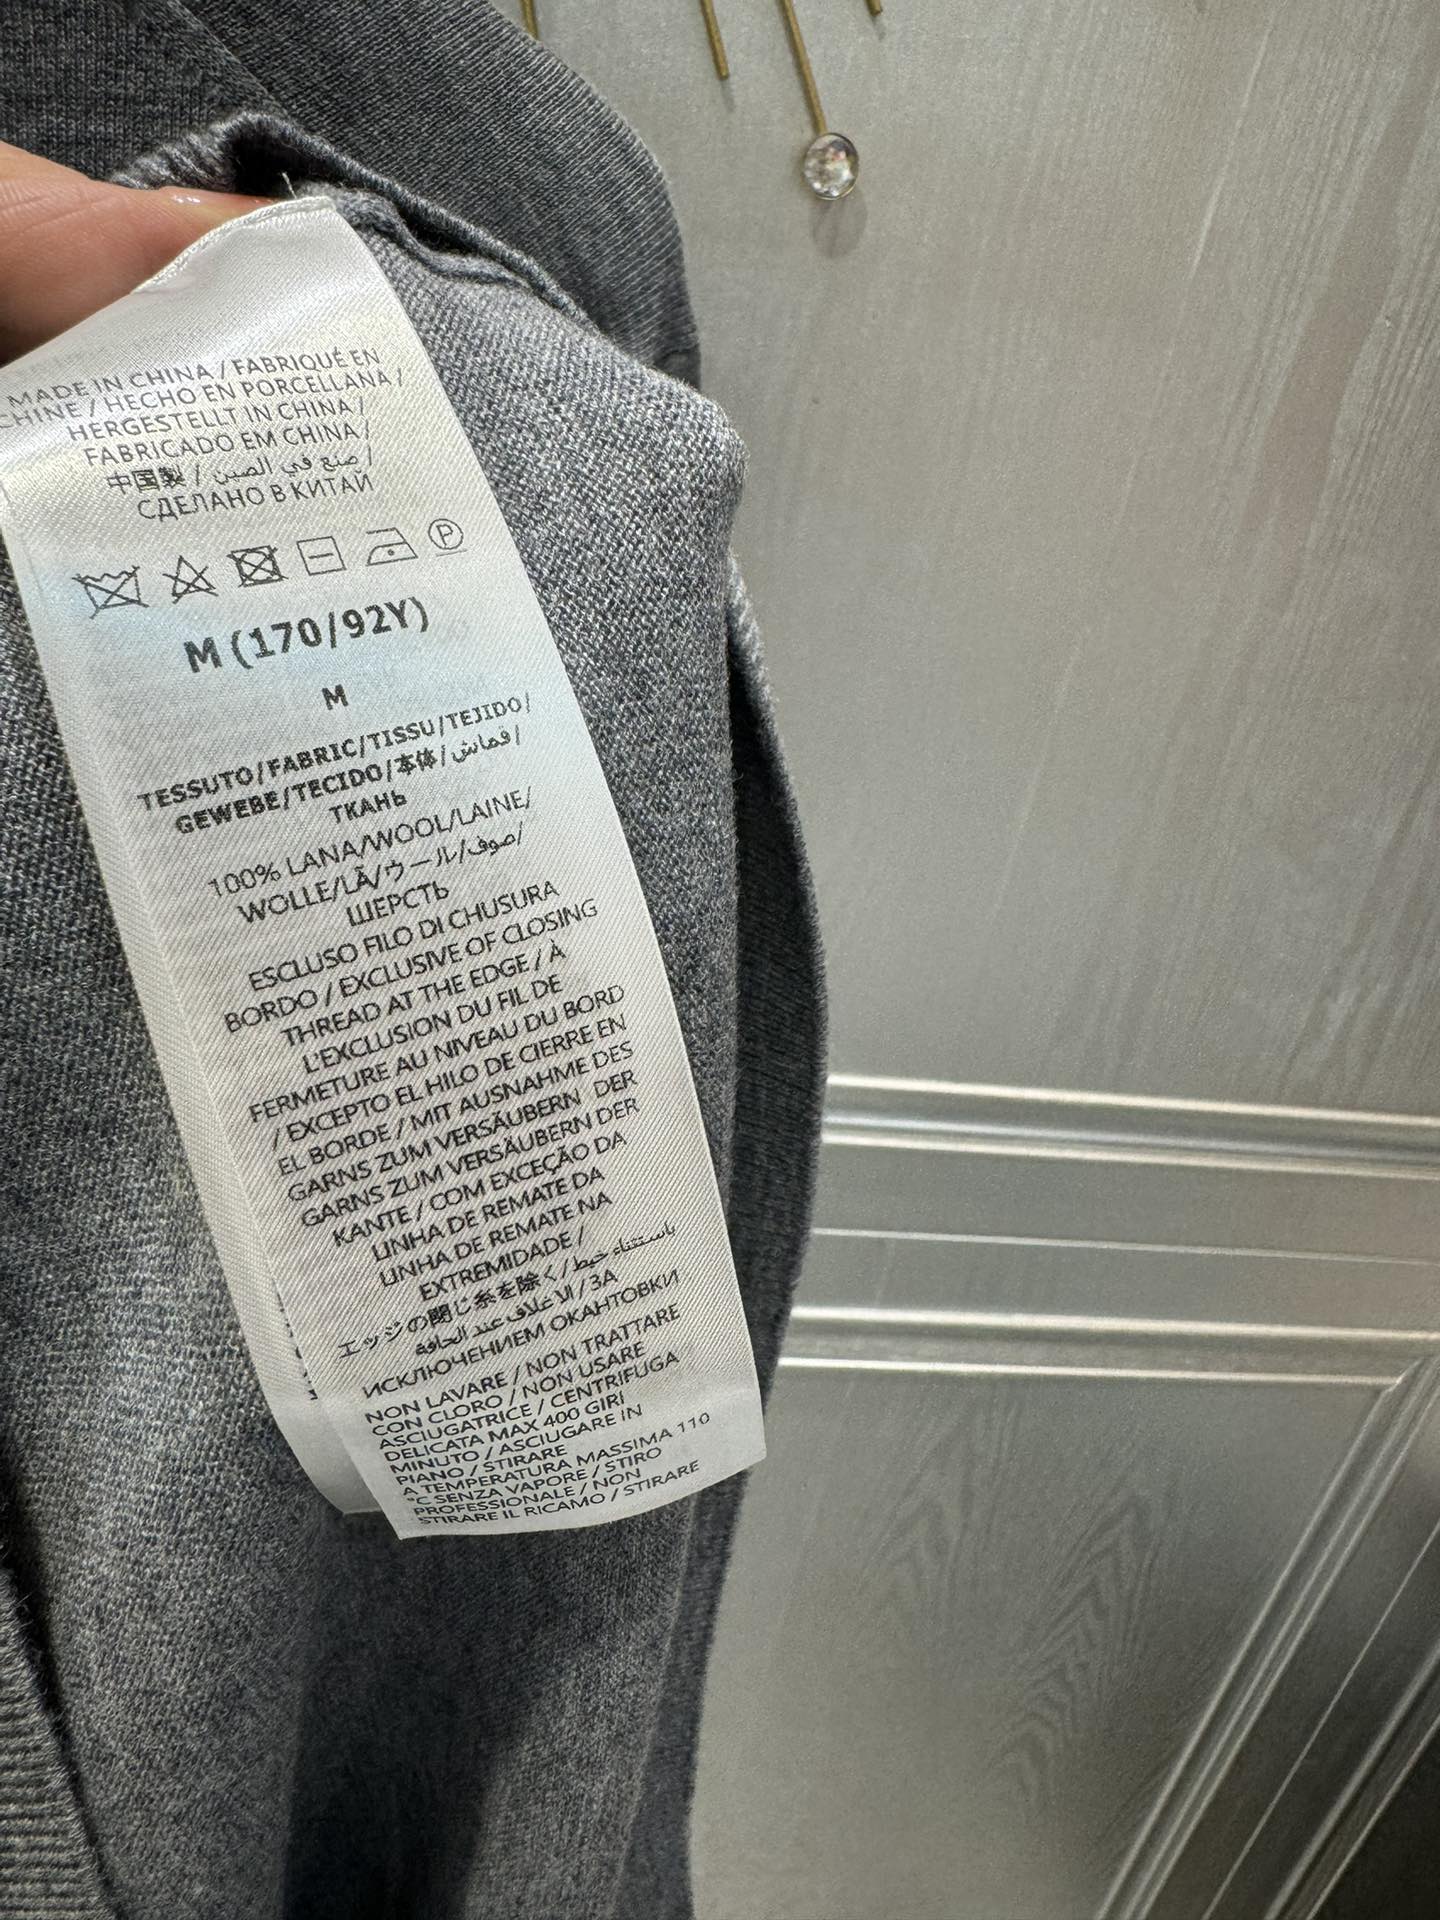 MADE IN CHINA / FABRIQUÉ EN
CHINE / HECHO EN PORCELLANA /
HERGESTELLT IN CHINA /
FABRICADO EM CHINA /
中国製 / صنع في الصين /
СДЕЛАНО В КИТАЙ
P
M (170/92Y)
M
TESSUTO/FABRIC/TISSU/TEJIDO/
GEWEBE/TECIDO/本体/قماش/
ТКАНЬ
100% LANA/WOOL/LAINE/
WOLLE/LÃ/ウール/صوف/
ШЕРСТЬ
ESCLUSO FILO DI CHUSURA
BORDO / EXCLUSIVE OF CLOSING
THREAD AT THE EDGE / À
L'EXCLUSION DU FIL DE
FERMETURE AU NIVEAU DU BORD
/ EXCEPTO EL HILO DE CIERRE EN
EL BORDE / MIT AUSNAHME DES
GARNS ZUM VERSÄUBERN DER
GARNS ZUM VERSÄUBERN DER
KANTE / COM EXCEÇÃO DA
LINHA DE REMATE DA
LINHA DE REMATE NA
EXTREMIDADE /
エッジの閉じ糸を除く/ باستثناء خيط
الاغلاق عند الحافة / ЗА
ИСКЛЮЧЕНИЕМ ОКАНТОВКИ
NON LAVARE / NON TRATTARE
CON CLORO / NON USARE
ASCIUGATRICE / CENTRIFUGA
DELICATA MAX 400 GIRI
MINUTO / ASCIUGARE IN
PIANO / STIRARE
A TEMPERATURA MASSIMA 110
°C SENZA VAPORE / STIRO
PROFESSIONALE / NON
STIRARE IL RICAMO / STIRARE